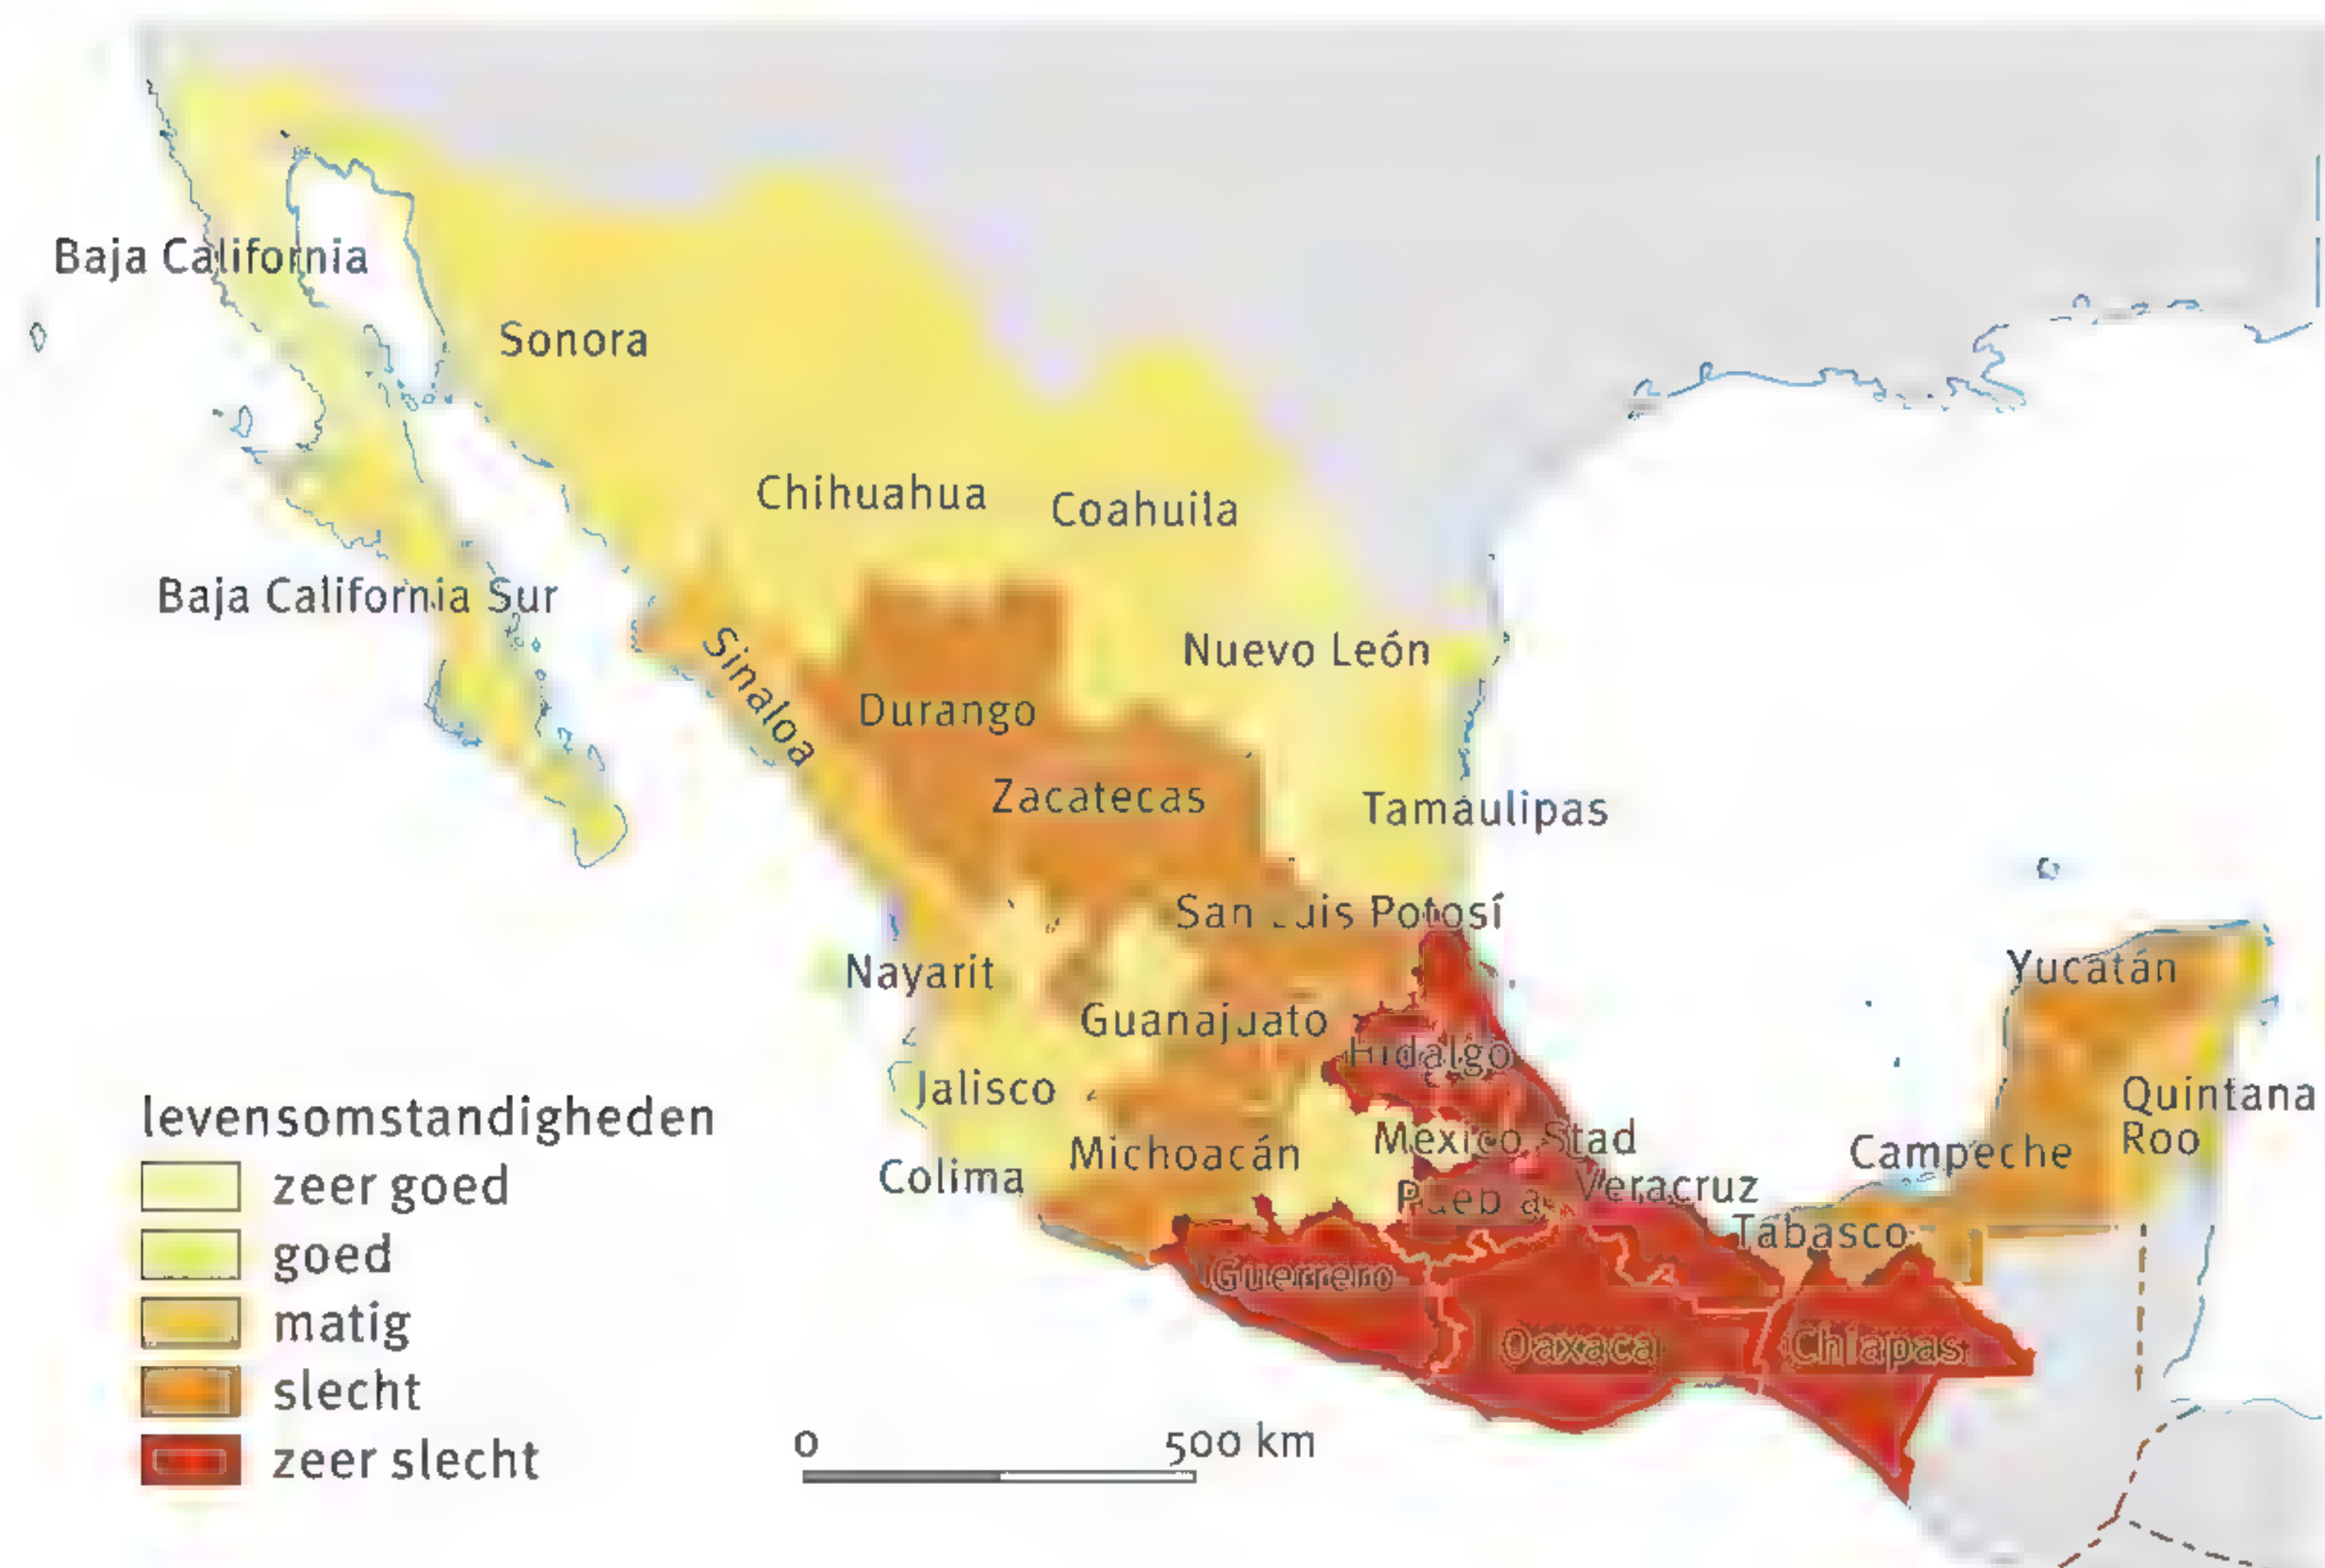 Baja California
Sonora
Chihuahua
Coahuila
Baja California Sur
Sinaloa
Nuevo León
Durango
Zacatecas
Tamaulipas
San Luis Potosí
Nayarit
Yucatán
Guanajuato
Hidalgo
Jalisco
Quintana
Roo
Michoacán
Mexico Stad
Campeche
Colima
Puebla
Veracruz
Tabasco
Guerrero
Oaxaca
Chiapas
levensomstandigheden
zeer goed
goed
matig
slecht
zeer slecht
0 500 km